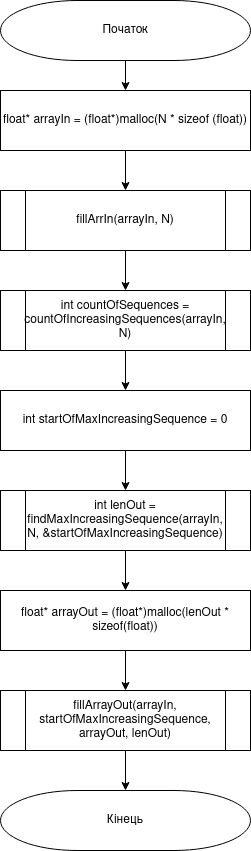 Початок
float* arrayIn = (float*)malloc(N * sizeof (float))
fillArrIn(arrayIn, N)
int countOfSequences =
countOfIncreasingSequences(arrayIn,
N)
int startOfMaxIncreasingSequence = 0
int lenOut =
findMaxIncreasingSequence(arrayIn,
N, &startOfMaxIncreasingSequence)
float* arrayOut = (float*)malloc(lenOut *
sizeof(float))
fillArrayOut(arrayIn,
startOfMaxIncreasingSequence,
arrayOut, lenOut)
Кінець